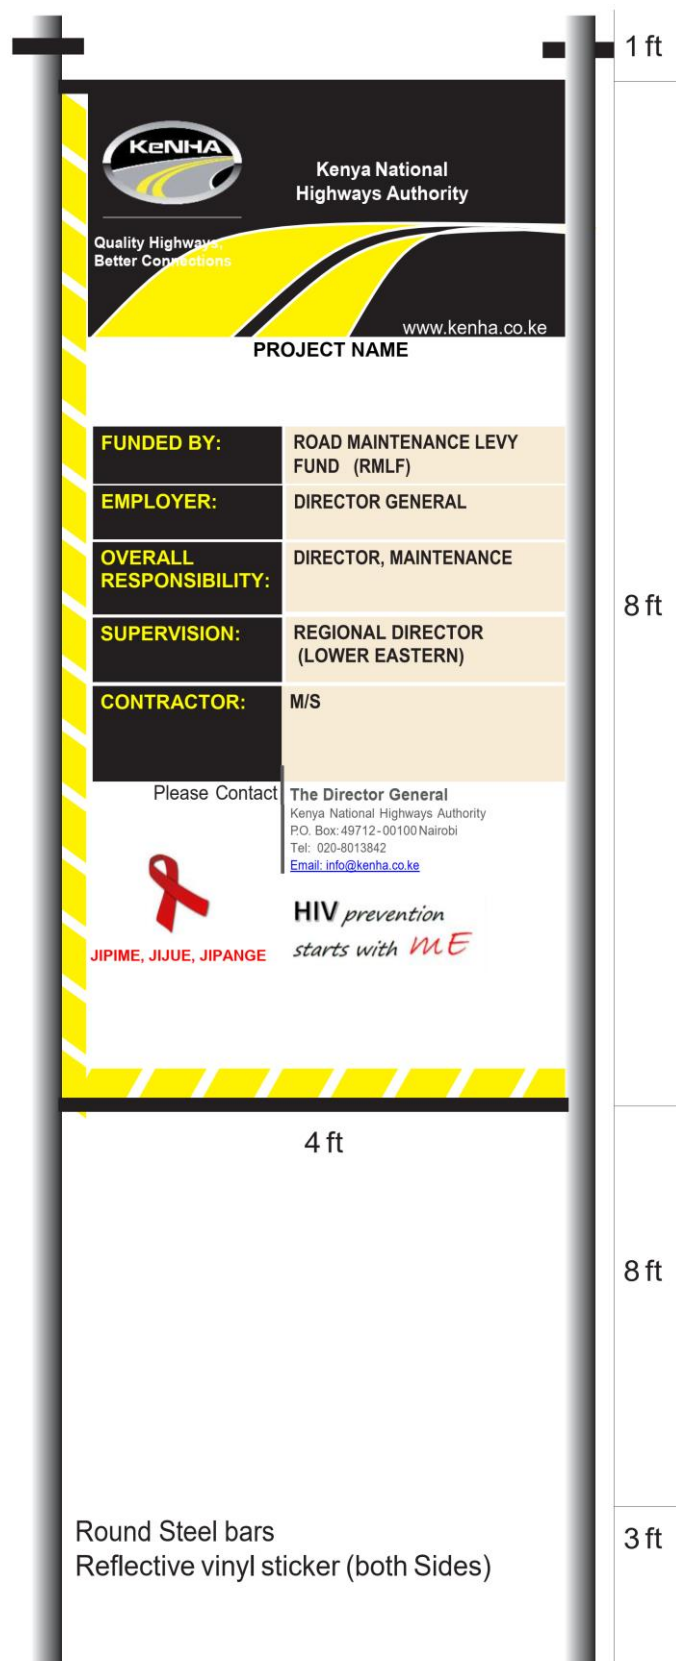 1 ft
KeNHA
Kenya National
Highways Authority
Quality Highways,
Better Connections
www.kenha.co.ke
PROJECT NAME
FUNDED BY:
ROAD MAINTENANCE LEVY
FUND (RMLF)
EMPLOYER:
DIRECTOR GENERAL
OVERALL
RESPONSIBILITY:
DIRECTOR, MAINTENANCE
8 ft
SUPERVISION:
REGIONAL DIRECTOR
(LOWER EASTERN)
CONTRACTOR:
M/S
Please Contact
The Director General
Kenya National Highways Authority
P.O. Box: 49712-00100 Nairobi
Tel: 020-8013842
Email: info@kenha.co.ke
JIPIME, JIJUE, JIPANGE
HIV prevention
starts with ME
4 ft
8 ft
Round Steel bars
Reflective vinyl sticker (both Sides)
3 ft